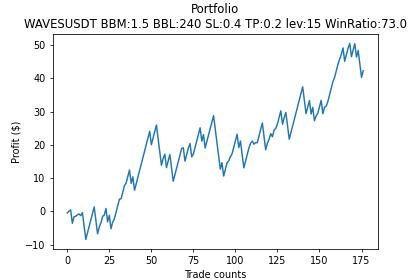 Portfolio
WAVESUSDT BBM:1.5 BBL:240 SL:0.4 TP:0.2 lev:15 WinRatio:73.0
Profit ($)
50
40
30
20
10
0
−10
0 25 50 75 100 125 150 175
Trade counts